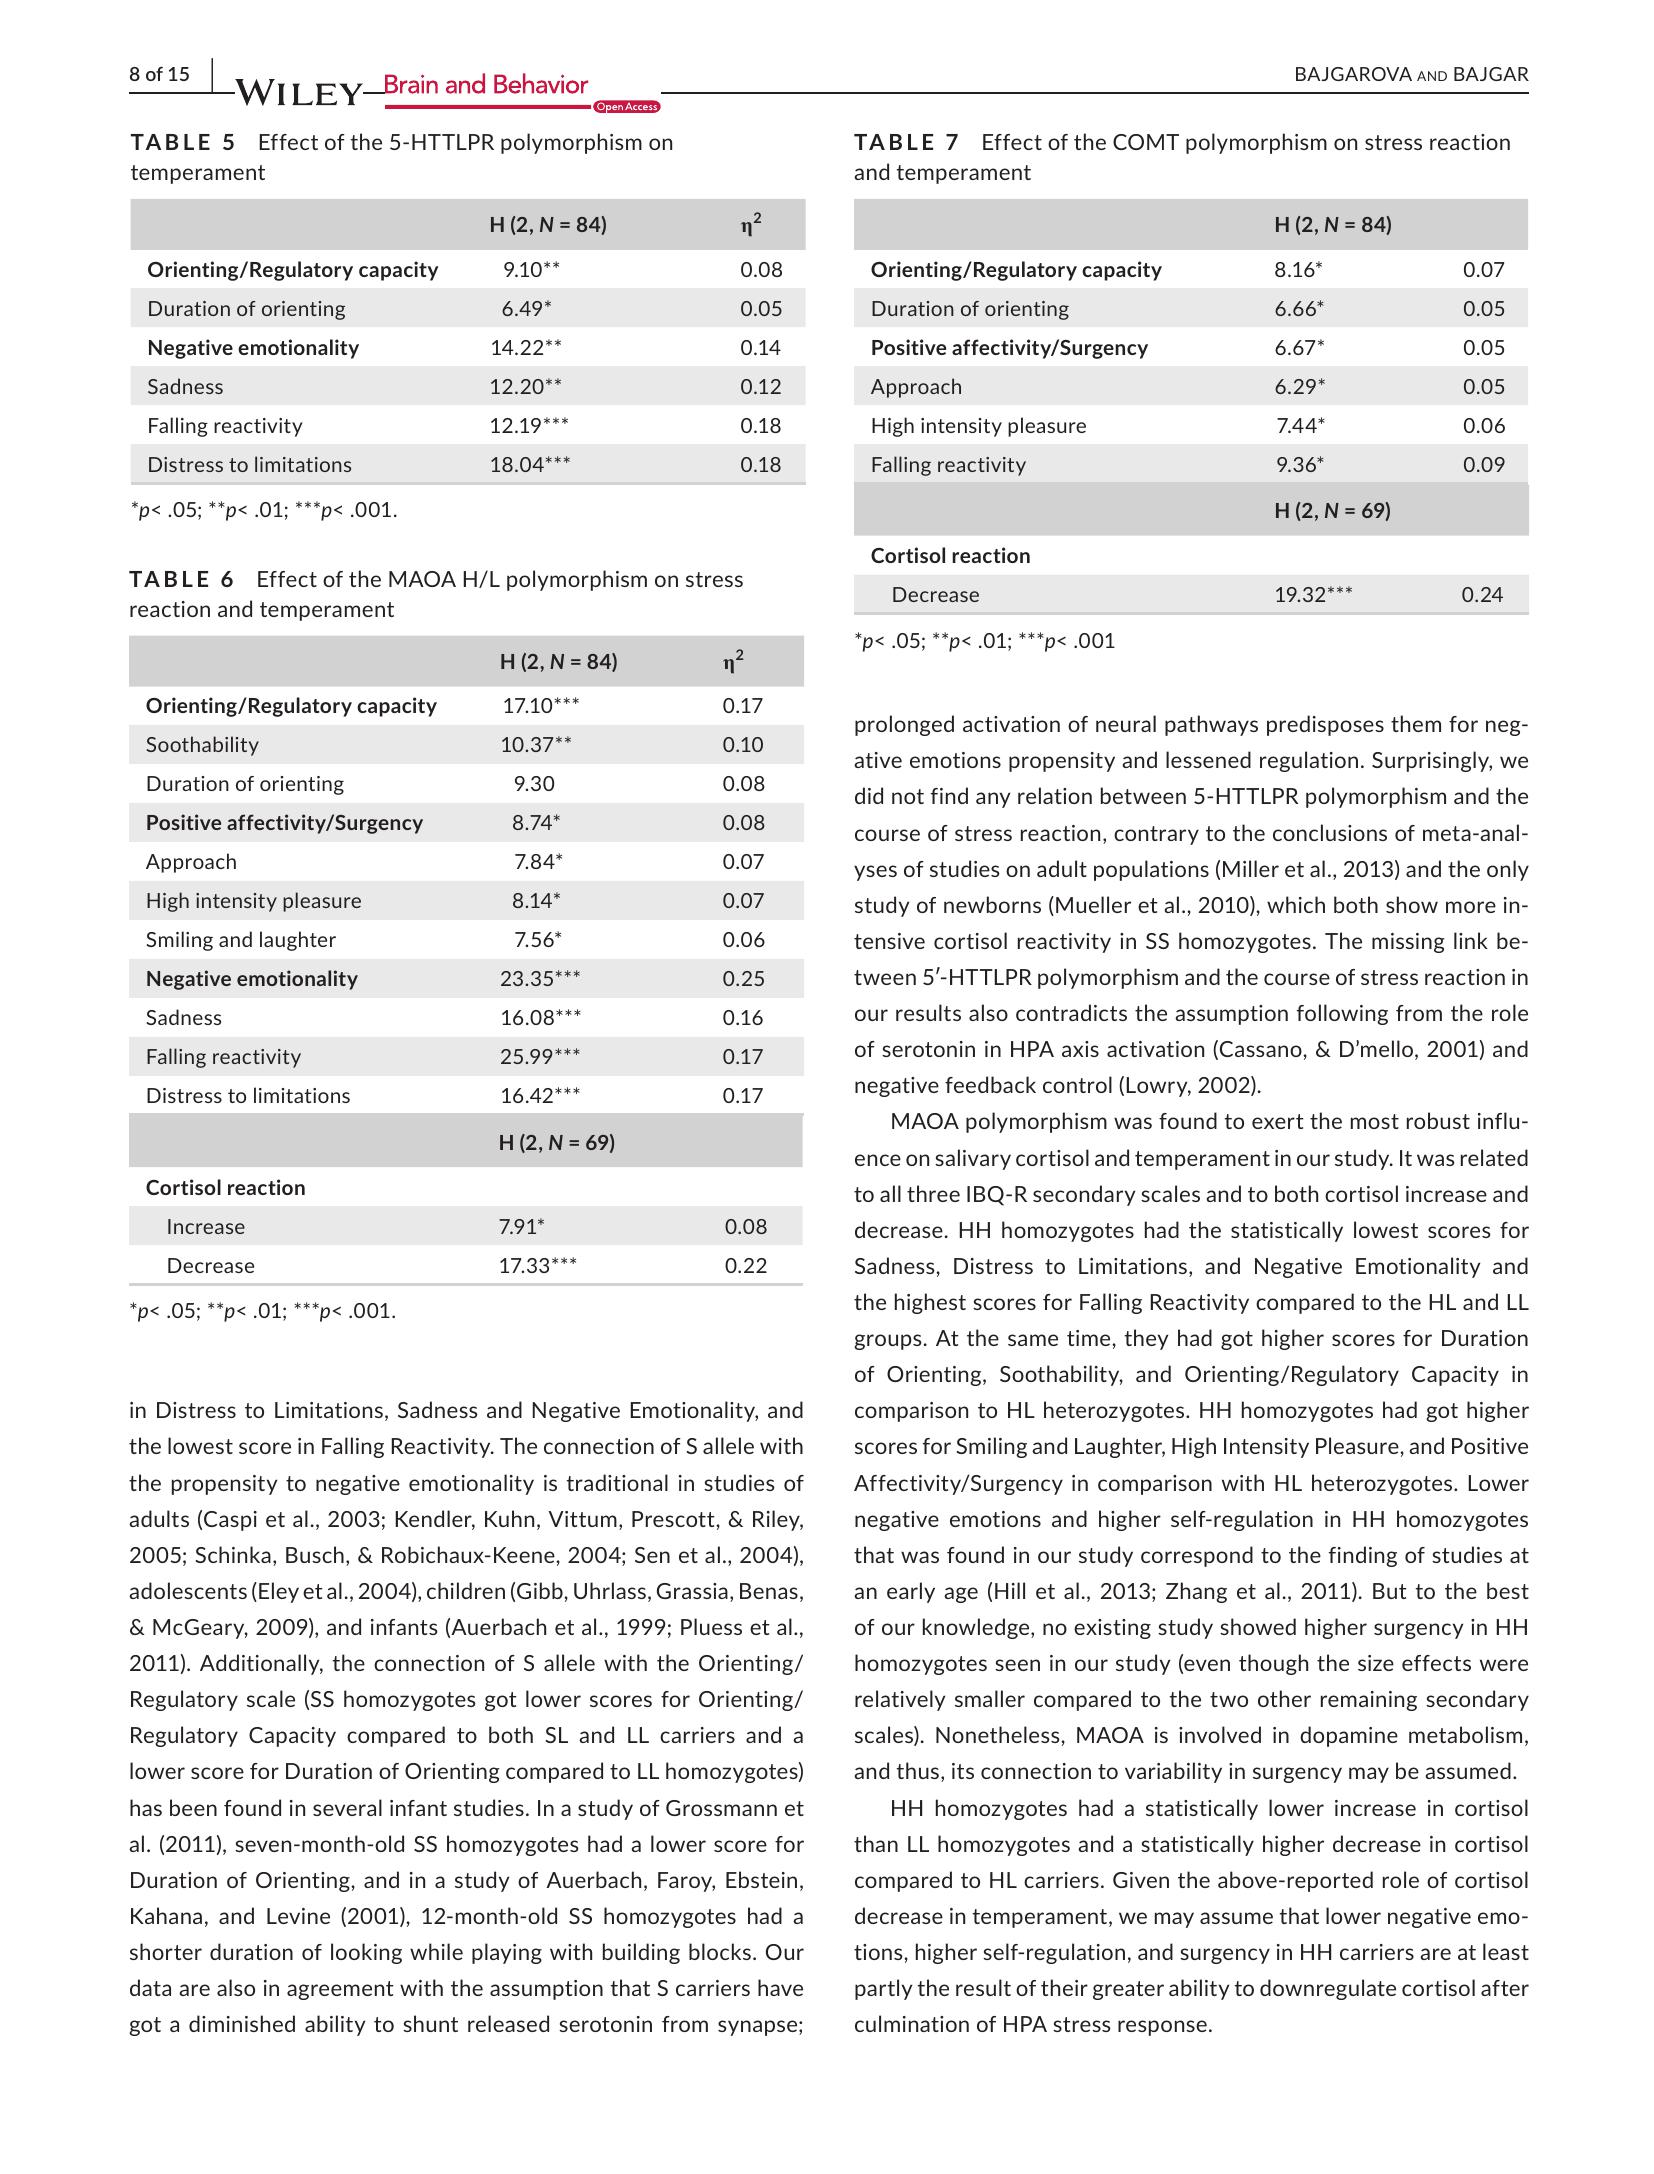 8 of 15
WILEY
Brain and Behavior
Open Access
BAJGAROVA AND BAJGAR
TABLE 5 Effect of the 5-HTTLPR polymorphism on
temperament
H (2, N = 84) η2
Orienting/Regulatory capacity 9.10** 0.08
Duration of orienting 6.49* 0.05
Negative emotionality 14.22** 0.14
Sadness 12.20** 0.12
Falling reactivity 12.19*** 0.18
Distress to limitations 18.04*** 0.18
*p< .05; **p< .01; ***p< .001.
TABLE 6 Effect of the MAOA H/L polymorphism on stress
reaction and temperament
H (2, N = 84) η2
Orienting/Regulatory capacity 17.10*** 0.17
Soothability 10.37** 0.10
Duration of orienting 9.30 0.08
Positive affectivity/Surgency 8.74* 0.08
Approach 7.84* 0.07
High intensity pleasure 8.14* 0.07
Smiling and laughter 7.56* 0.06
Negative emotionality 23.35*** 0.25
Sadness 16.08*** 0.16
Falling reactivity 25.99*** 0.17
Distress to limitations 16.42*** 0.17
H (2, N = 69)
Cortisol reaction
Increase 7.91* 0.08
Decrease 17.33*** 0.22
*p< .05; **p< .01; ***p< .001.
in Distress to Limitations, Sadness and Negative Emotionality, and
the lowest score in Falling Reactivity. The connection of S allele with
the propensity to negative emotionality is traditional in studies of
adults (Caspi et al., 2003; Kendler, Kuhn, Vittum, Prescott, & Riley,
2005; Schinka, Busch, & Robichaux-Keene, 2004; Sen et al., 2004),
adolescents (Eley et al., 2004), children (Gibb, Uhrlass, Grassia, Benas,
& McGeary, 2009), and infants (Auerbach et al., 1999; Pluess et al.,
2011). Additionally, the connection of S allele with the Orienting/
Regulatory scale (SS homozygotes got lower scores for Orienting/
Regulatory Capacity compared to both SL and LL carriers and a
lower score for Duration of Orienting compared to LL homozygotes)
has been found in several infant studies. In a study of Grossmann et
al. (2011), seven-month-old SS homozygotes had a lower score for
Duration of Orienting, and in a study of Auerbach, Faroy, Ebstein,
Kahana, and Levine (2001), 12-month-old SS homozygotes had a
shorter duration of looking while playing with building blocks. Our
data are also in agreement with the assumption that S carriers have
got a diminished ability to shunt released serotonin from synapse;
TABLE 7 Effect of the COMT polymorphism on stress reaction
and temperament
H (2, N = 84)
Orienting/Regulatory capacity 8.16* 0.07
Duration of orienting 6.66* 0.05
Positive affectivity/Surgency 6.67* 0.05
Approach 6.29* 0.05
High intensity pleasure 7.44* 0.06
Falling reactivity 9.36* 0.09
H (2, N = 69)
Cortisol reaction
Decrease 19.32*** 0.24
*p< .05; **p< .01; ***p< .001
prolonged activation of neural pathways predisposes them for neg-
ative emotions propensity and lessened regulation. Surprisingly, we
did not find any relation between 5-HTTLPR polymorphism and the
course of stress reaction, contrary to the conclusions of meta-anal-
yses of studies on adult populations (Miller et al., 2013) and the only
study of newborns (Mueller et al., 2010), which both show more in-
tensive cortisol reactivity in SS homozygotes. The missing link be-
tween 5′-HTTLPR polymorphism and the course of stress reaction in
our results also contradicts the assumption following from the role
of serotonin in HPA axis activation (Cassano, & D’mello, 2001) and
negative feedback control (Lowry, 2002).
MAOA polymorphism was found to exert the most robust influ-
ence on salivary cortisol and temperament in our study. It was related
to all three IBQ-R secondary scales and to both cortisol increase and
decrease. HH homozygotes had the statistically lowest scores for
Sadness, Distress to Limitations, and Negative Emotionality and
the highest scores for Falling Reactivity compared to the HL and LL
groups. At the same time, they had got higher scores for Duration
of Orienting, Soothability, and Orienting/Regulatory Capacity in
comparison to HL heterozygotes. HH homozygotes had got higher
scores for Smiling and Laughter, High Intensity Pleasure, and Positive
Affectivity/Surgency in comparison with HL heterozygotes. Lower
negative emotions and higher self-regulation in HH homozygotes
that was found in our study correspond to the finding of studies at
an early age (Hill et al., 2013; Zhang et al., 2011). But to the best
of our knowledge, no existing study showed higher surgency in HH
homozygotes seen in our study (even though the size effects were
relatively smaller compared to the two other remaining secondary
scales). Nonetheless, MAOA is involved in dopamine metabolism,
and thus, its connection to variability in surgency may be assumed.
HH homozygotes had a statistically lower increase in cortisol
than LL homozygotes and a statistically higher decrease in cortisol
compared to HL carriers. Given the above-reported role of cortisol
decrease in temperament, we may assume that lower negative emo-
tions, higher self-regulation, and surgency in HH carriers are at least
partly the result of their greater ability to downregulate cortisol after
culmination of HPA stress response.